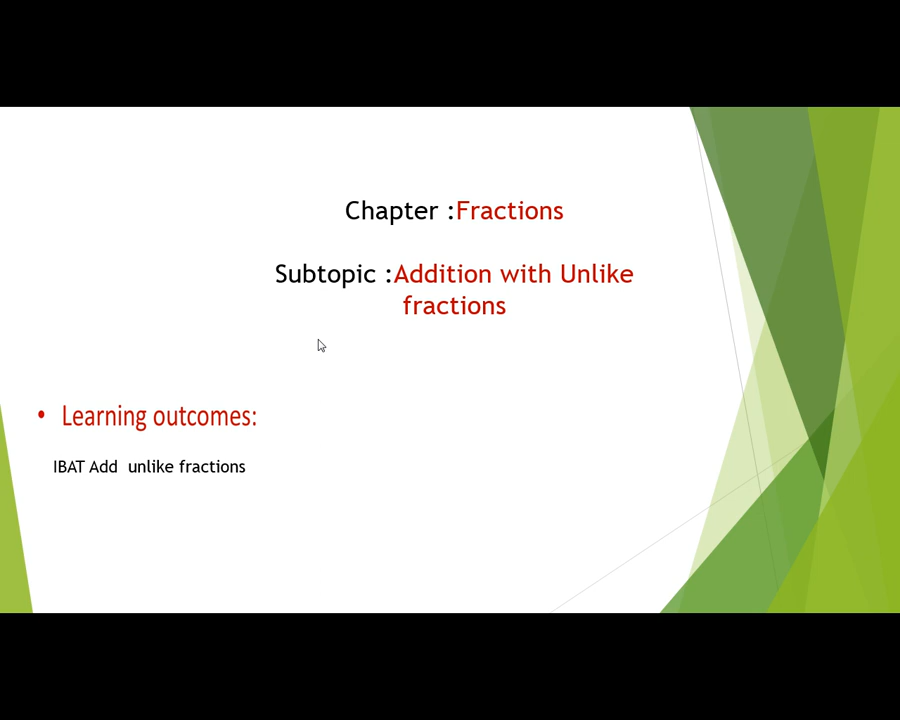 Chapter :Fractions
Subtopic :Addition with Unlike
fractions
• Learning outcomes:
IBAT Add  unlike fractions